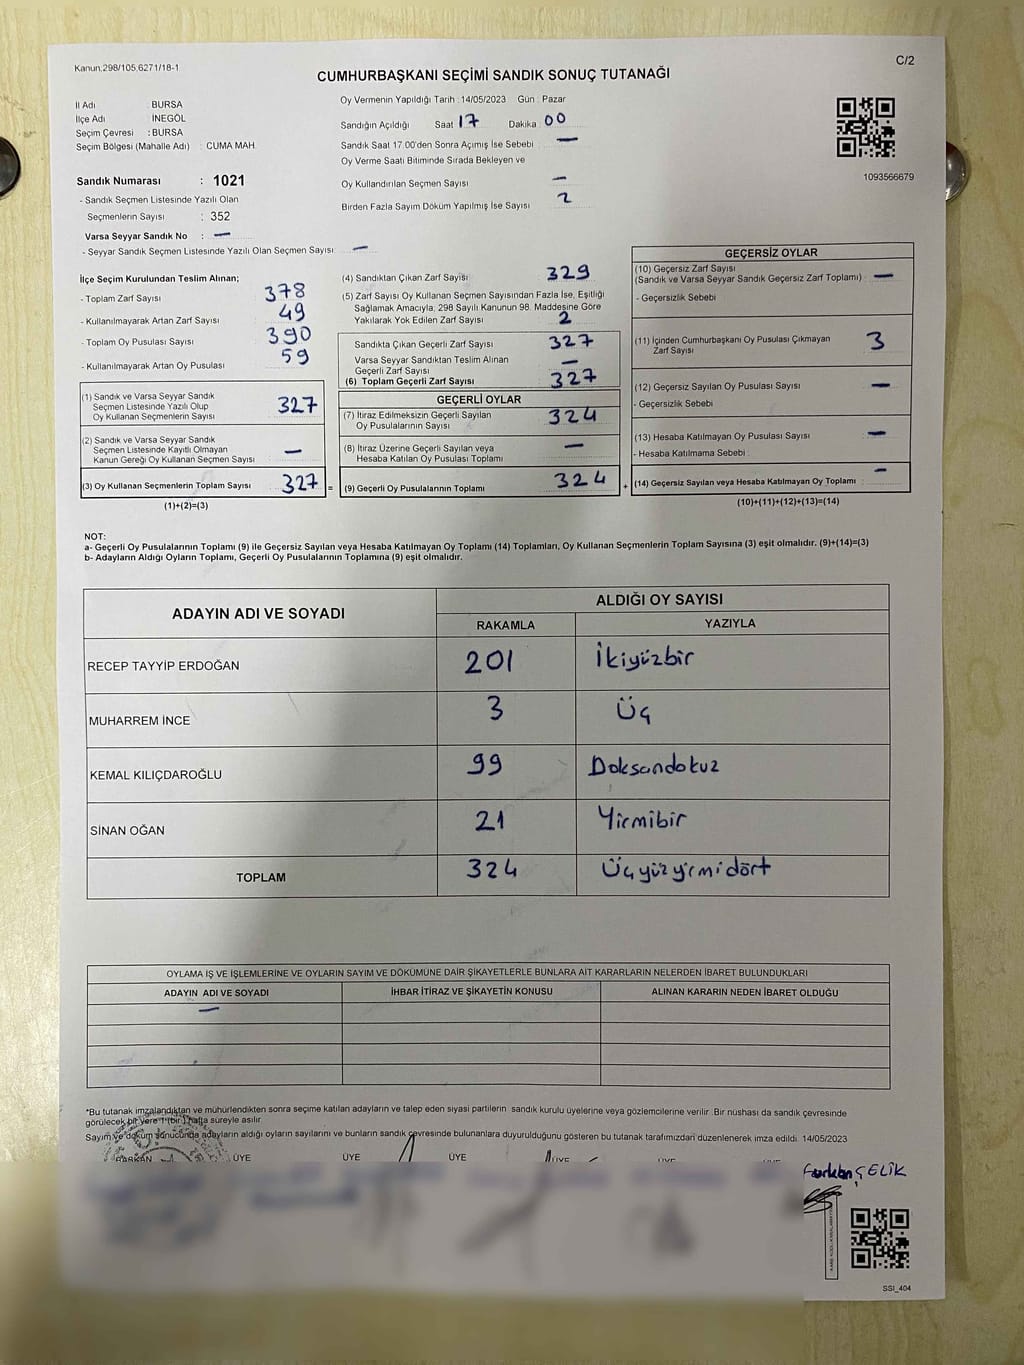 Kanun:298/105,6271/18-1
C/2
CUMHURBAŞKANI SEÇİMİ SANDIK SONUÇ TUTANAĞI
İl Adı : BURSA
İlçe Adı : İNEGÖL
Seçim Çevresi : BURSA
Seçim Bölgesi (Mahalle Adı) : CUMA MAH.
Oy Vermenin Yapıldığı Tarih : 14/05/2023 Gün : Pazar
Sandığın Açıldığı Saat 17 Dakika 00
Sandık Saat 17.00'den Sonra Açımış İse Sebebi —
Oy Verme Saati Bitiminde Sırada Bekleyen ve
Oy Kullandırılan Seçmen Sayısı —
Birden Fazla Sayım Döküm Yapılmış İse Sayısı 2
1093566679
Sandık Numarası : 1021
- Sandık Seçmen Listesinde Yazılı Olan
Seçmenlerin Sayısı : 352
Varsa Seyyar Sandık No : —
- Seyyar Sandık Seçmen Listesinde Yazılı Olan Seçmen Sayısı: —
İlçe Seçim Kurulundan Teslim Alınan;
- Toplam Zarf Sayısı 378
- Kullanılmayarak Artan Zarf Sayısı 49
- Toplam Oy Pusulası Sayısı 390
- Kullanılmayarak Artan Oy Pusulası 59
(1) Sandık ve Varsa Seyyar Sandık
Seçmen Listesinde Yazılı Olup
Oy Kullanan Seçmenlerin Sayısı 327
(2) Sandık ve Varsa Seyyar Sandık
Seçmen Listesinde Kayıtlı Olmayan
Kanun Gereği Oy Kullanan Seçmen Sayısı —
(3) Oy Kullanan Seçmenlerin Toplam Sayısı 327 =
(1)+(2)=(3)
(4) Sandıktan Çıkan Zarf Sayısı 329
(5) Zarf Sayısı Oy Kullanan Seçmen Sayısından Fazla İse, Eşitliği
Sağlamak Amacıyla, 298 Sayılı Kanunun 98. Maddesine Göre
Yakılarak Yok Edilen Zarf Sayısı 2
Sandıkta Çıkan Geçerli Zarf Sayısı 327
Varsa Seyyar Sandıktan Teslim Alınan
Geçerli Zarf Sayısı —
(6) Toplam Geçerli Zarf Sayısı 327
GEÇERLİ OYLAR
(7) İtiraz Edilmeksizin Geçerli Sayılan
Oy Pusulalarının Sayısı 324
(8) İtiraz Üzerine Geçerli Sayılan veya
Hesaba Katılan Oy Pusulası Toplamı —
(9) Geçerli Oy Pusulalarının Toplamı 324 +
GEÇERSİZ OYLAR
(10) Geçersiz Zarf Sayısı
(Sandık ve Varsa Seyyar Sandık Geçersiz Zarf Toplamı) —
- Geçersizlik Sebebi
(11) İçinden Cumhurbaşkanı Oy Pusulası Çıkmayan
Zarf Sayısı 3
(12) Geçersiz Sayılan Oy Pusulası Sayısı —
- Geçersizlik Sebebi
(13) Hesaba Katılmayan Oy Pusulası Sayısı —
- Hesaba Katılmama Sebebi
(14) Geçersiz Sayılan veya Hesaba Katılmayan Oy Toplamı —
(10)+(11)+(12)+(13)=(14)
NOT:
a- Geçerli Oy Pusulalarının Toplamı (9) ile Geçersiz Sayılan veya Hesaba Katılmayan Oy Toplamı (14) Toplamları, Oy Kullanan Seçmenlerin Toplam Sayısına (3) eşit olmalıdır. (9)+(14)=(3)
b- Adayların Aldığı Oyların Toplamı, Geçerli Oy Pusulalarının Toplamına (9) eşit olmalıdır.
ADAYIN ADI VE SOYADI ALDIĞI OY SAYISI
RAKAMLA YAZIYLA
RECEP TAYYİP ERDOĞAN 201 İkiyüzbir
MUHARREM İNCE 3 Üç
KEMAL KILIÇDAROĞLU 99 Doksandokuz
SİNAN OĞAN 21 Yirmibir
TOPLAM 324 Üçyüzyirmidört
OYLAMA İŞ VE İŞLEMLERİNE VE OYLARIN SAYIM VE DÖKÜMÜNE DAİR ŞİKAYETLERLE BUNLARA AİT KARARLARIN NELERDEN İBARET BULUNDUKLARI
ADAYIN ADI VE SOYADI İHBAR İTİRAZ VE ŞİKAYETİN KONUSU ALINAN KARARIN NEDEN İBARET OLDUĞU
—
*Bu tutanak imzalandıktan ve mühürlendikten sonra seçime katılan adayların ve talep eden siyasi partilerin sandık kurulu üyelerine veya gözlemcilerine verilir. Bir nüshası da sandık çevresinde
görülecek bir yere 1 (bir) hafta süreyle asılır.
Sayım ve döküm sonucunda adayların aldığı oyların sayılarını ve bunların sandık çevresinde bulunanlara duyurulduğunu gösteren bu tutanak tarafımızdan düzenlenerek imza edildi. 14/05/2023
BAŞKAN ÜYE ÜYE ÜYE ÜYE ÜYE ÜYE
Furkan ÇELİK
SSI_404